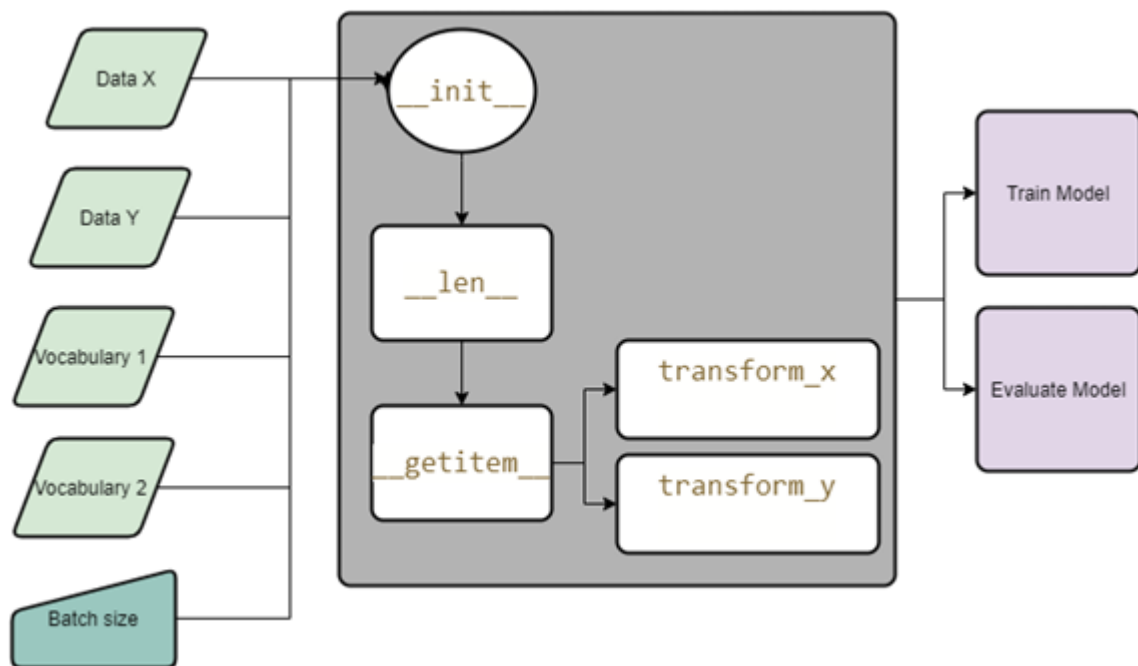 Data X
Data Y
Vocabulary 1
Vocabulary 2
Batch size
__init__
__len__
__getitem__
transform_x
transform_y
Train Model
Evaluate Model